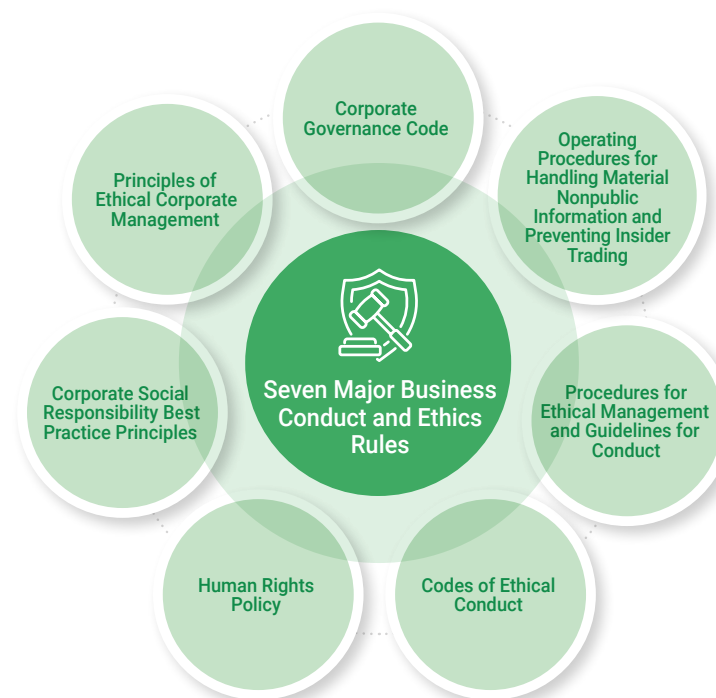 Corporate
Governance Code
Operating
Procedures for
Handling Material
Nonpublic
Information and
Preventing Insider
Trading
Principles of
Ethical Corporate
Management
Seven Major Business
Conduct and Ethics
Rules
Corporate Social
Responsibility Best
Practice Principles
Procedures for
Ethical Management
and Guidelines for
Conduct
Human Rights
Policy
Codes of Ethical
Conduct